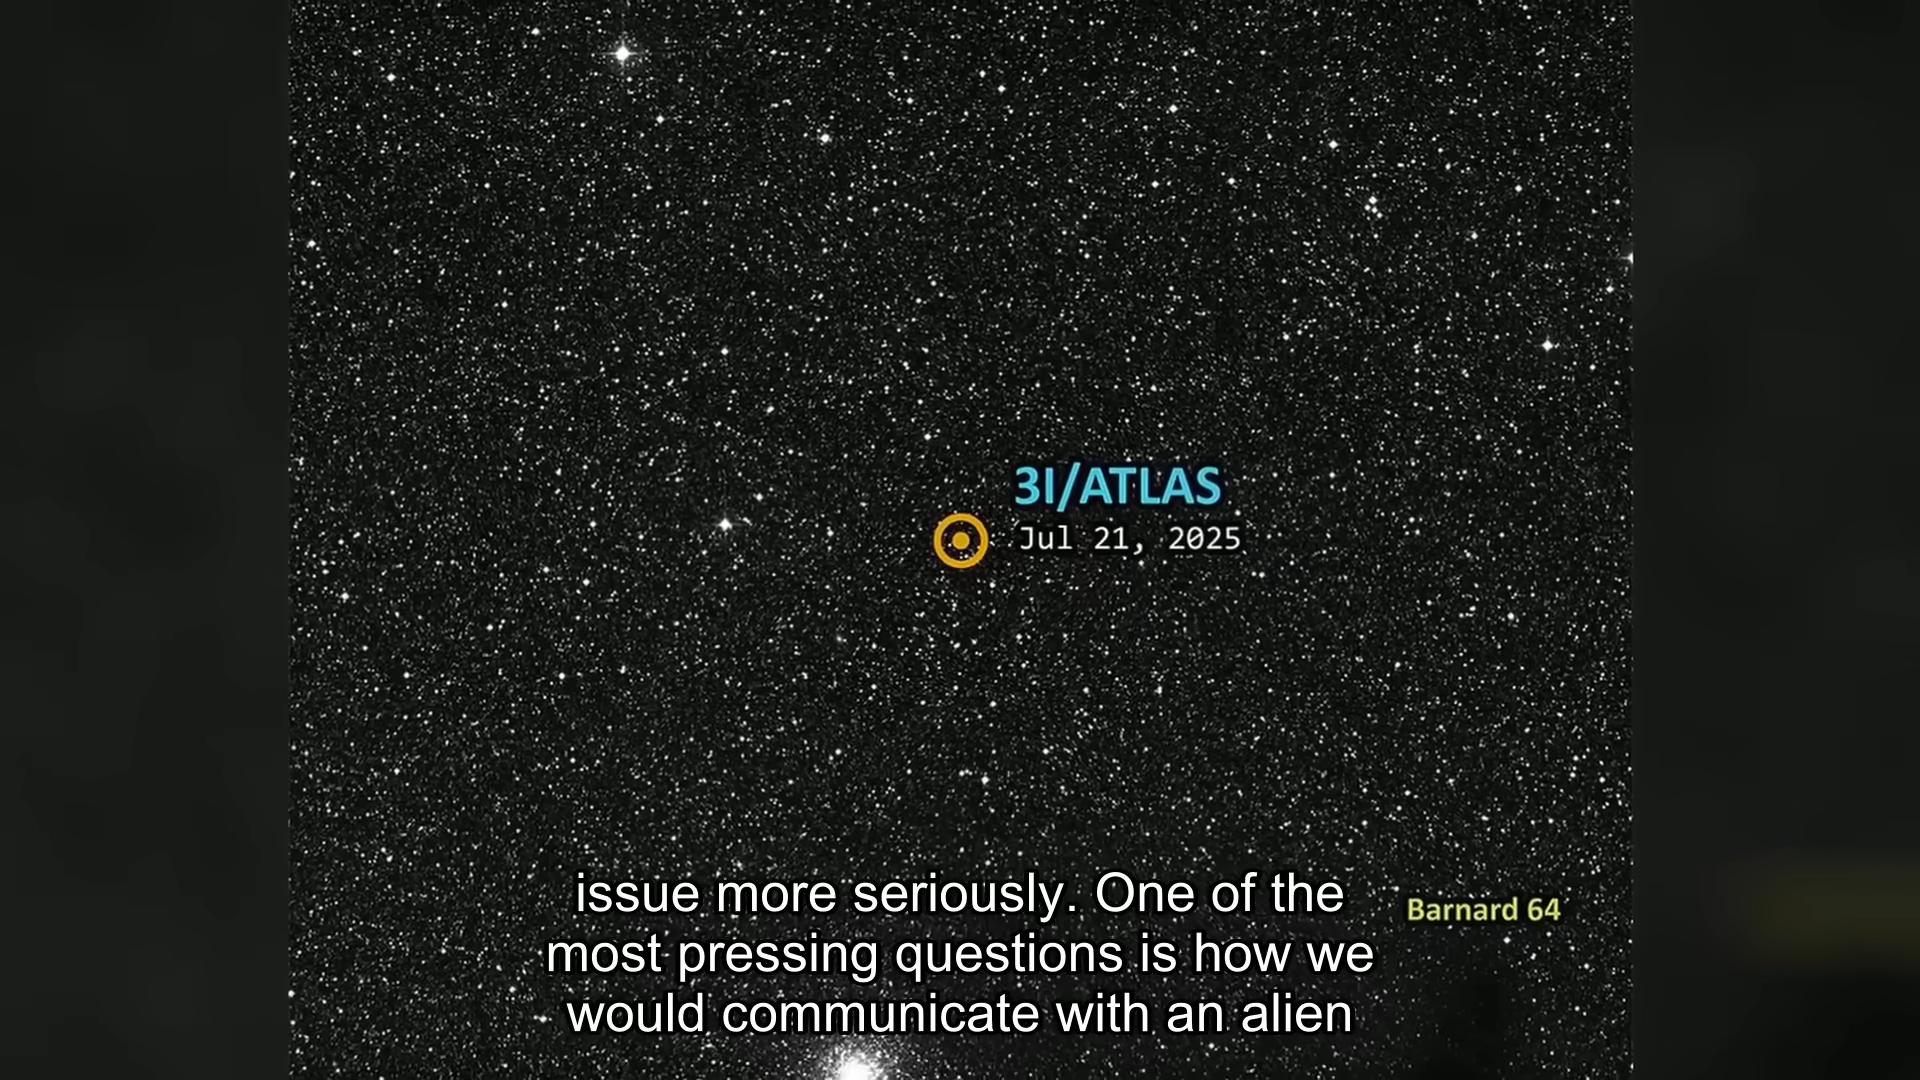 3I/ATLAS
Jul 21, 2025
Barnard 64
issue more seriously. One of the
most pressing questions is how we
would communicate with an alien